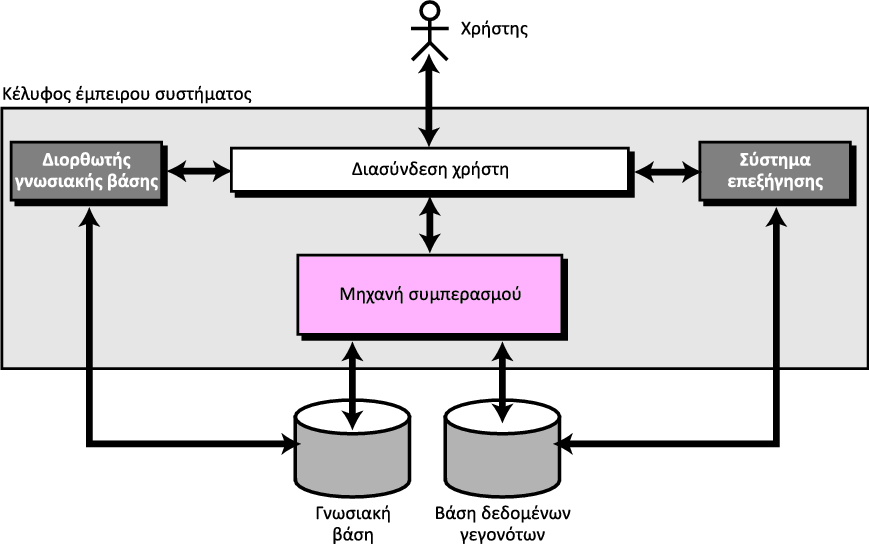 Χρήστης
Κέλυφος έμπειρου συστήματος
Διορθωτής
γνωσιακής βάσης
Διασύνδεση χρήστη
Σύστημα
επεξήγησης
Μηχανή συμπερασμού
Γνωσιακή
βάση
Βάση δεδομένων
γεγονότων